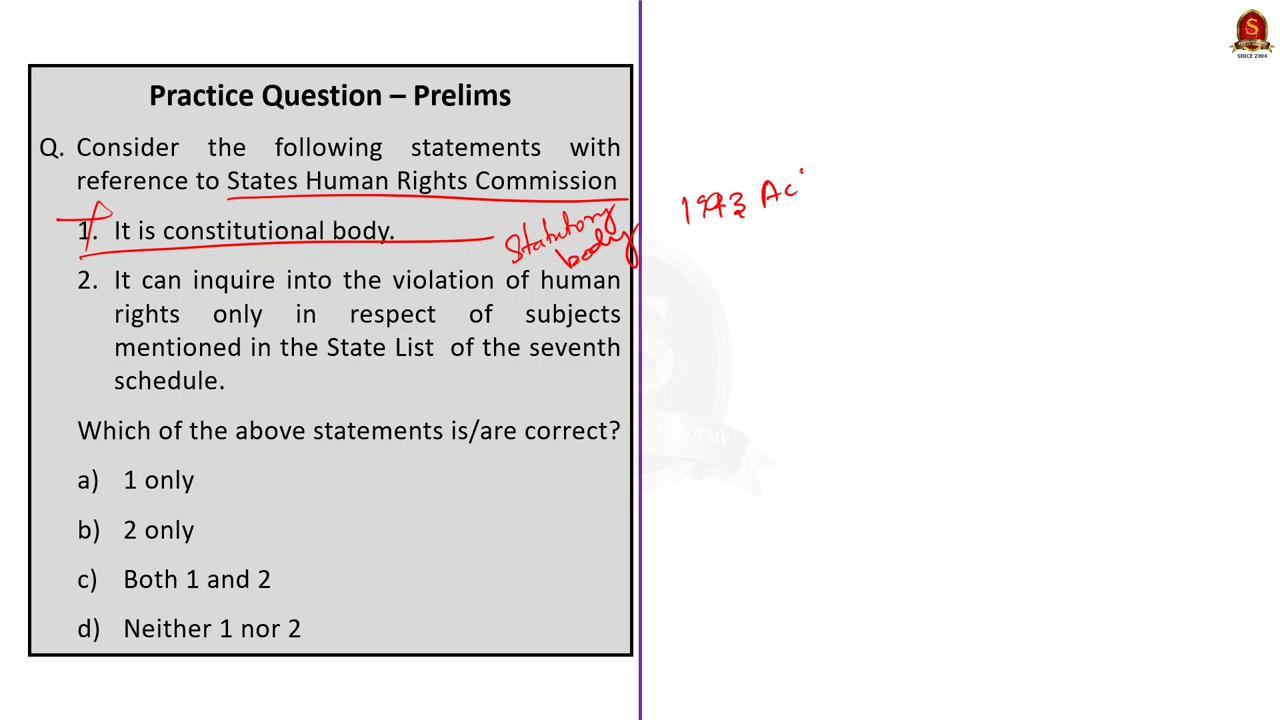 Practice Question – Prelims
Q. Consider the following statements with
reference to States Human Rights Commission
1. It is constitutional body.
Statutory
body
2. It can inquire into the violation of human
rights only in respect of subjects
mentioned in the State List of the seventh
schedule.
Which of the above statements is/are correct?
a) 1 only
b) 2 only
c) Both 1 and 2
d) Neither 1 nor 2
1993 Ac
S
SINCE 2004
S
ACADEMY